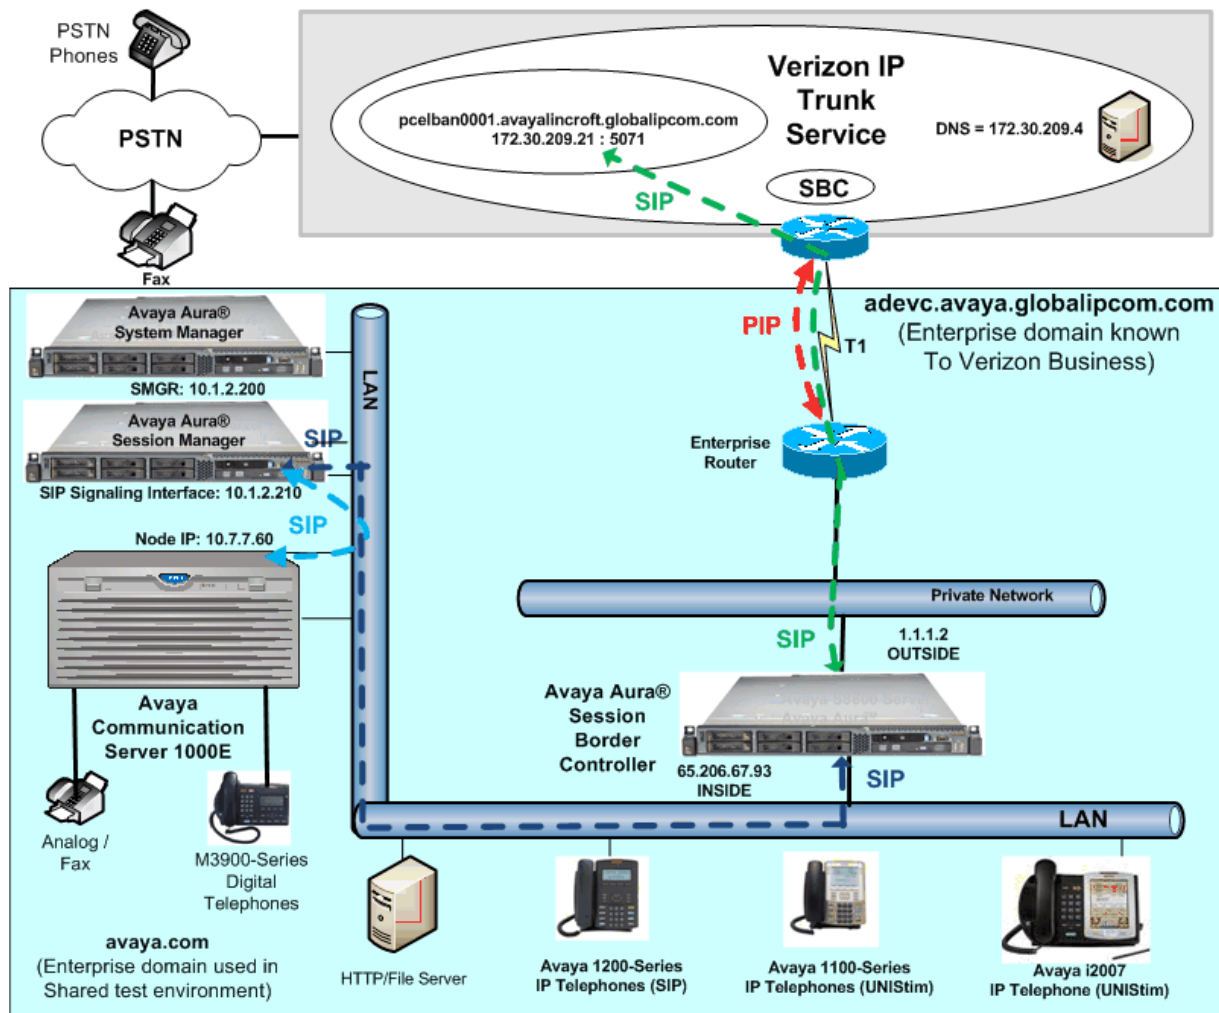 PSTN
Phones
PSTN
Fax
Verizon IP
Trunk
Service
pcelban0001.avayalincroft.globalipcom.com
172.30.209.21 : 5071
DNS = 172.30.209.4
SBC
SIP
adevc.avaya.globalipcom.com
(Enterprise domain known
To Verizon Business)
PIP
T1
Enterprise
Router
Avaya Aura®
System Manager
SMGR: 10.1.2.200
LAN
Avaya Aura®
Session Manager
SIP
SIP Signaling Interface: 10.1.2.210
SIP
Node IP: 10.7.7.60
Private Network
SIP
1.1.1.2
OUTSIDE
Avaya Aura®
Session
Border
Controller
65.206.67.93
INSIDE
SIP
Avaya
Communication
Server 1000E
LAN
Analog /
Fax
M3900-Series
Digital
Telephones
avaya.com
(Enterprise domain used in
Shared test environment)
HTTP/File Server
Avaya 1200-Series
IP Telephones (SIP)
Avaya 1100-Series
IP Telephones (UNIStim)
Avaya i2007
IP Telephone (UNIStim)